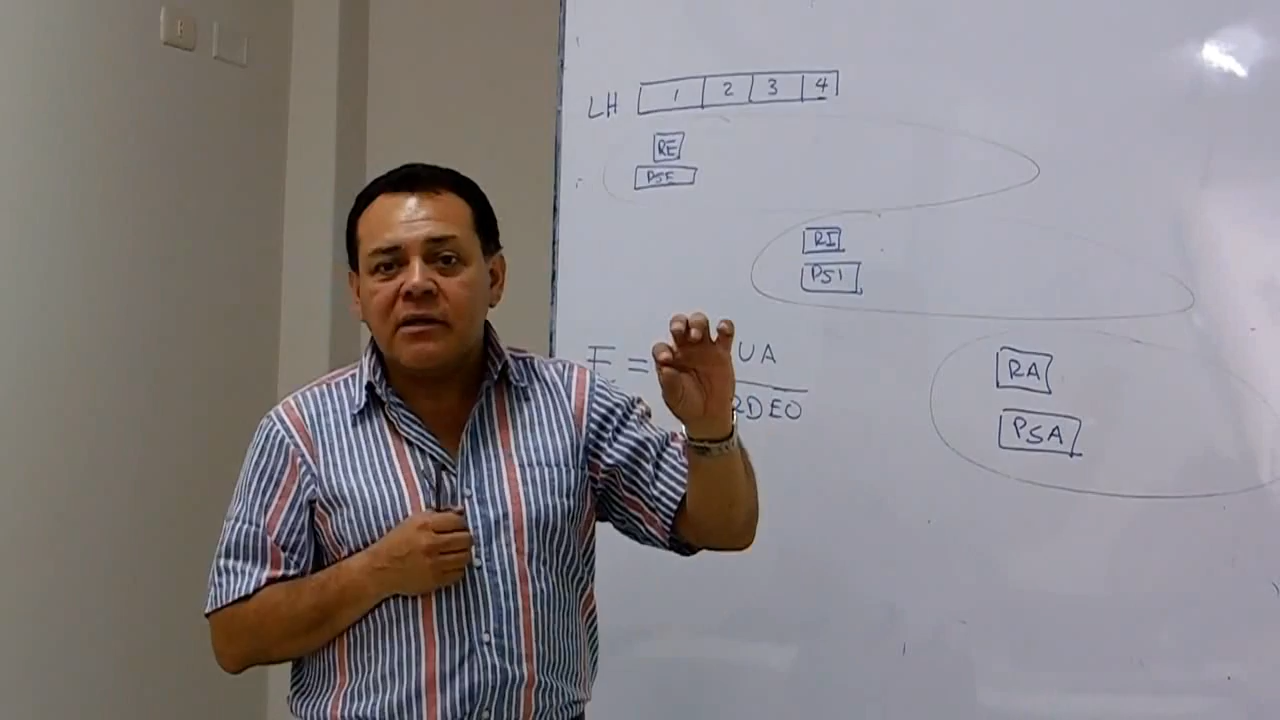 LH 1 2 3 4
RE
PSE
RI
PSI
E = UA
RDEO
RA
PSA